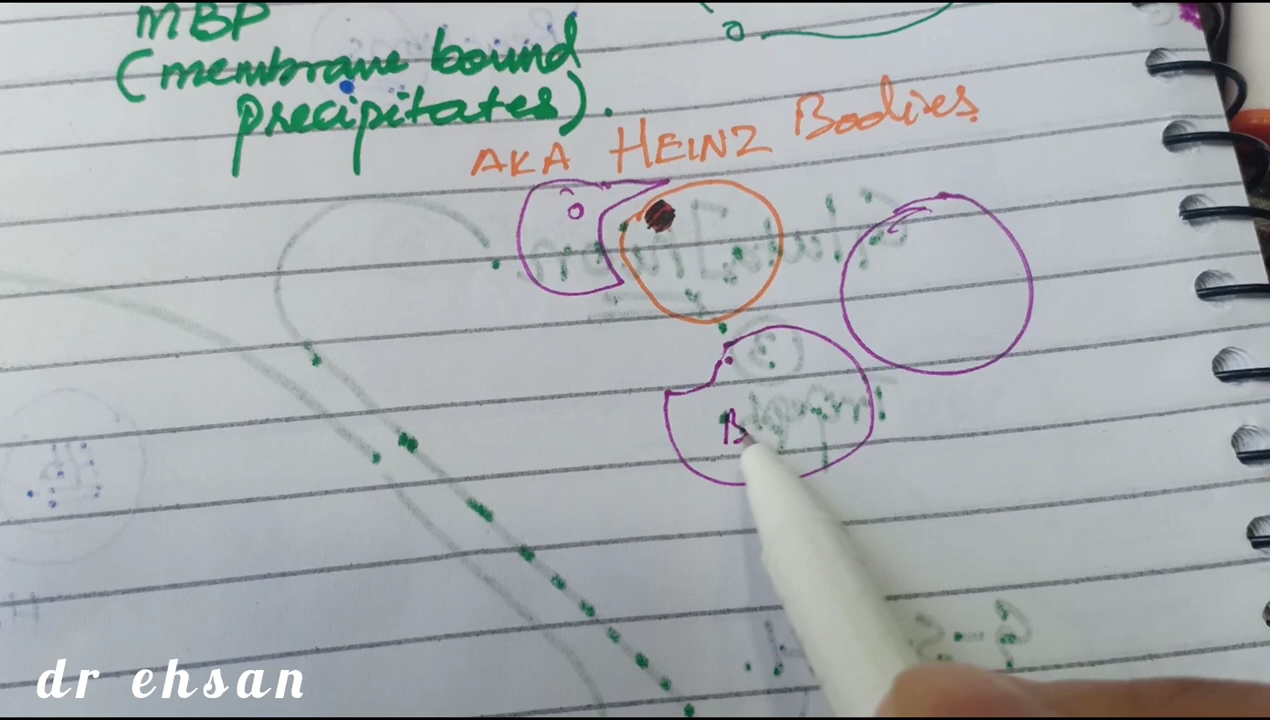 MBP
(membrane bound
precipitates).
AKA HEINZ Bodies
B
dr ehsan